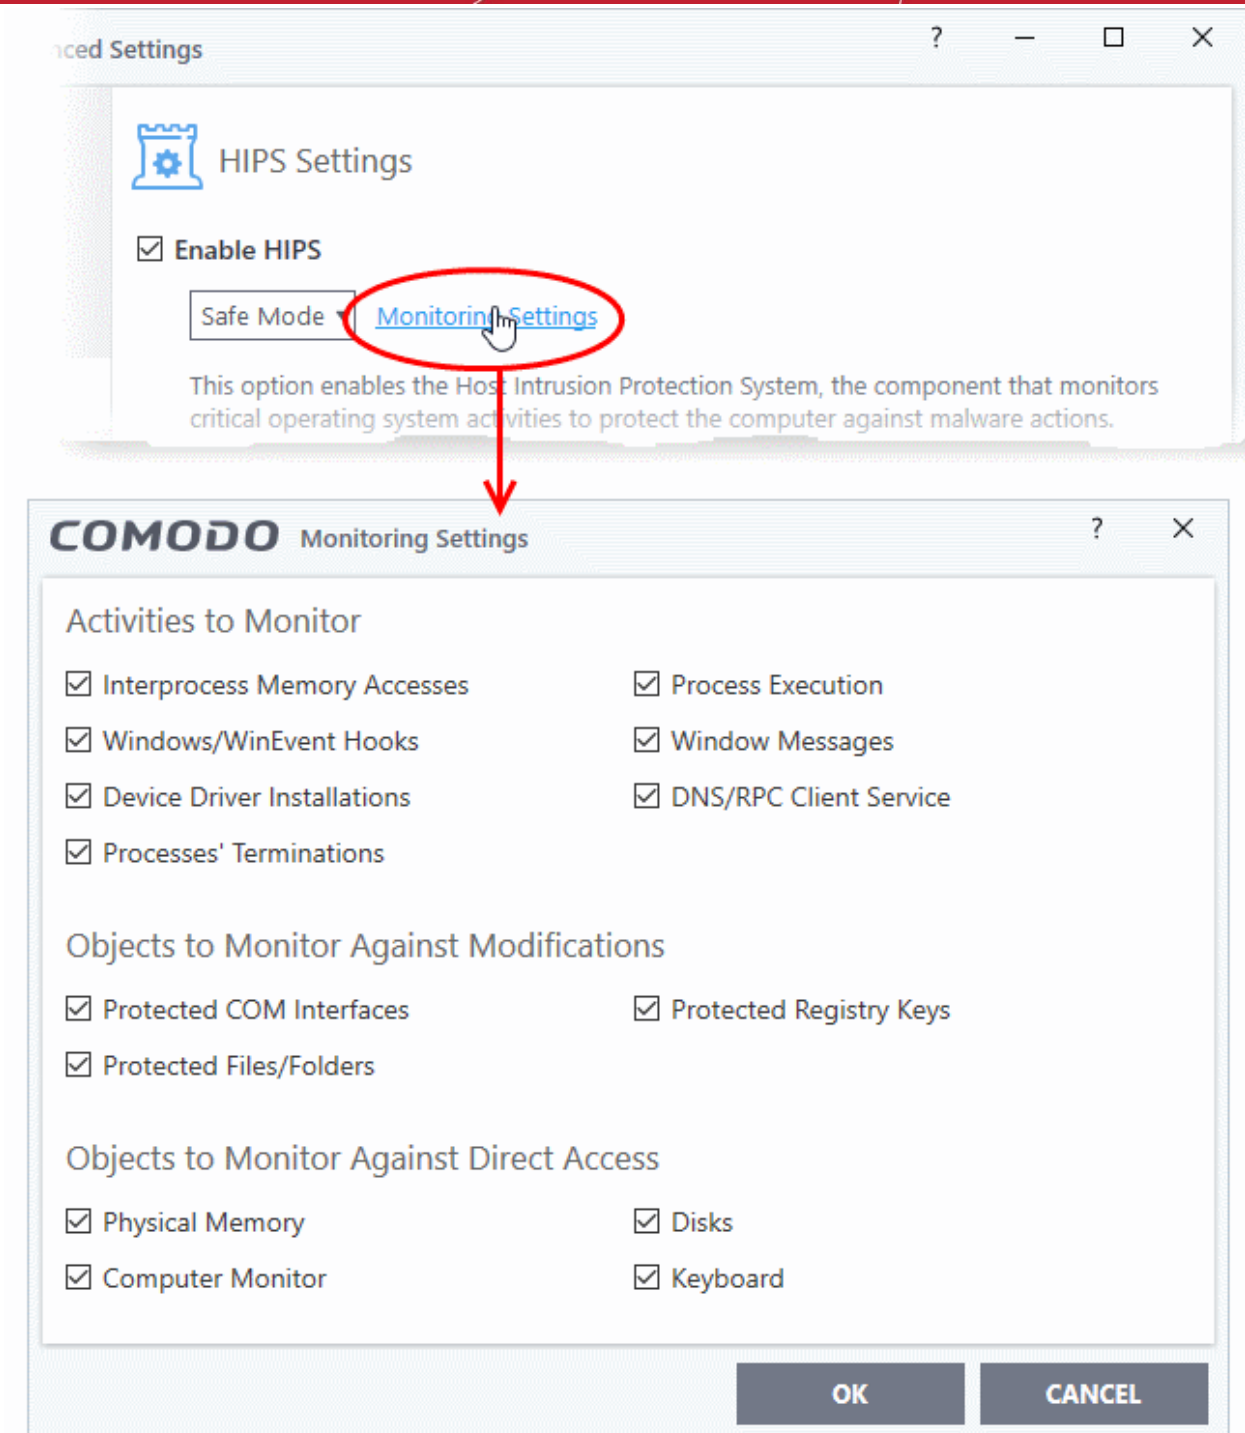 nced Settings ?
HIPS Settings
Enable HIPS
Safe Mode Monitoring Settings
This option enables the Host Intrusion Protection System, the component that monitors
critical operating system activities to protect the computer against malware actions.
COMODO Monitoring Settings ?
Activities to Monitor
Interprocess Memory Accesses Process Execution
Windows/WinEvent Hooks Window Messages
Device Driver Installations DNS/RPC Client Service
Processes' Terminations
Objects to Monitor Against Modifications
Protected COM Interfaces Protected Registry Keys
Protected Files/Folders
Objects to Monitor Against Direct Access
Physical Memory Disks
Computer Monitor Keyboard
OK CANCEL